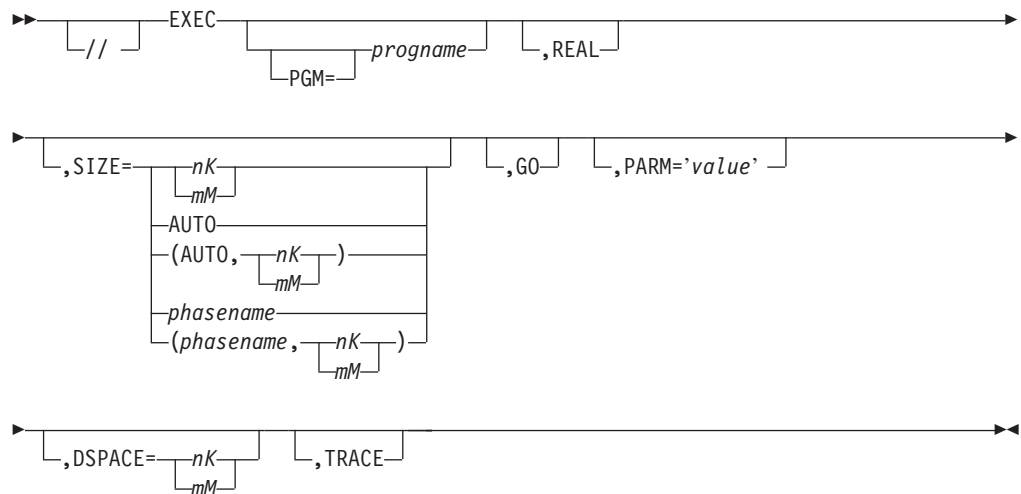 EXEC
// progname ,REAL
PGM=
,SIZE= nK ,GO ,PARM='value'
mM
AUTO
(AUTO, nK )
mM
phasename
(phasename, nK )
mM
,DSPACE= nK ,TRACE
mM